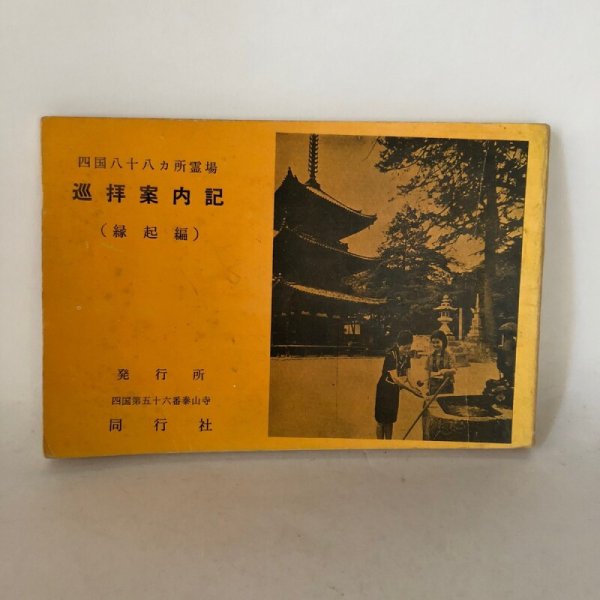 四国八十八カ所霊場
巡拝案内記
(縁起編)
発行所
四国第五十六番泰山寺
同行社